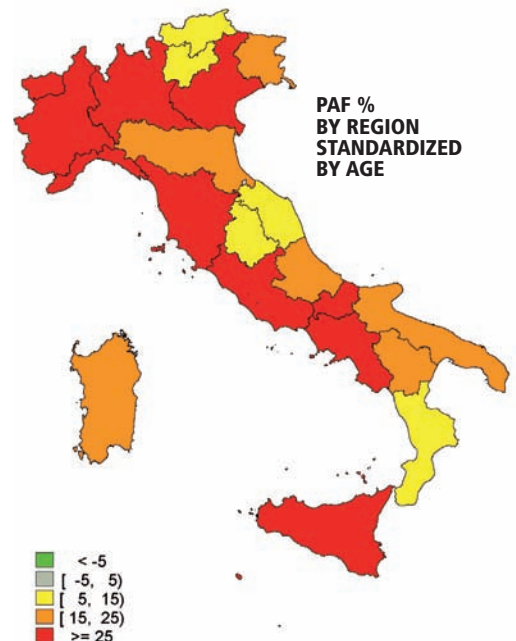 PAF %
BY REGION
STANDARDIZED
BY AGE
< -5
[ -5, 5)
[ 5, 15)
[ 15, 25)
>= 25